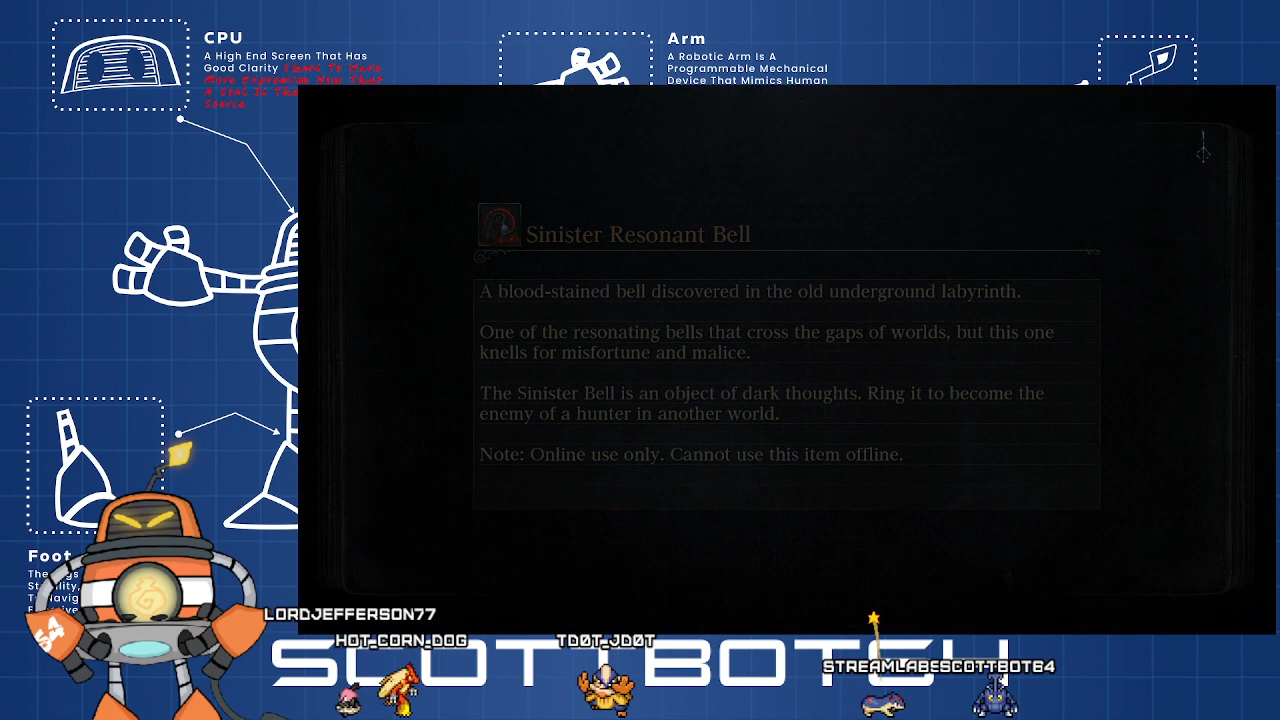 CPU
A High End Screen That Has
Good Clarity
Arm
A Robotic Arm Is A
Programmable Mechanical
Device That Mimics Human
Sinister Resonant Bell
A blood-stained bell discovered in the old underground labyrinth.
One of the resonating bells that cross the gaps of worlds, but this one
knells for misfortune and malice.
The Sinister Bell is an object of dark thoughts. Ring it to become the
enemy of a hunter in another world.
Note: Online use only. Cannot use this item offline.
Foot
64
LORDJEFFERSON77
HOT_CORN_DOG
TD0T_JD0T
STREAMLABESCOTTBOT64
SCOTTBOT64